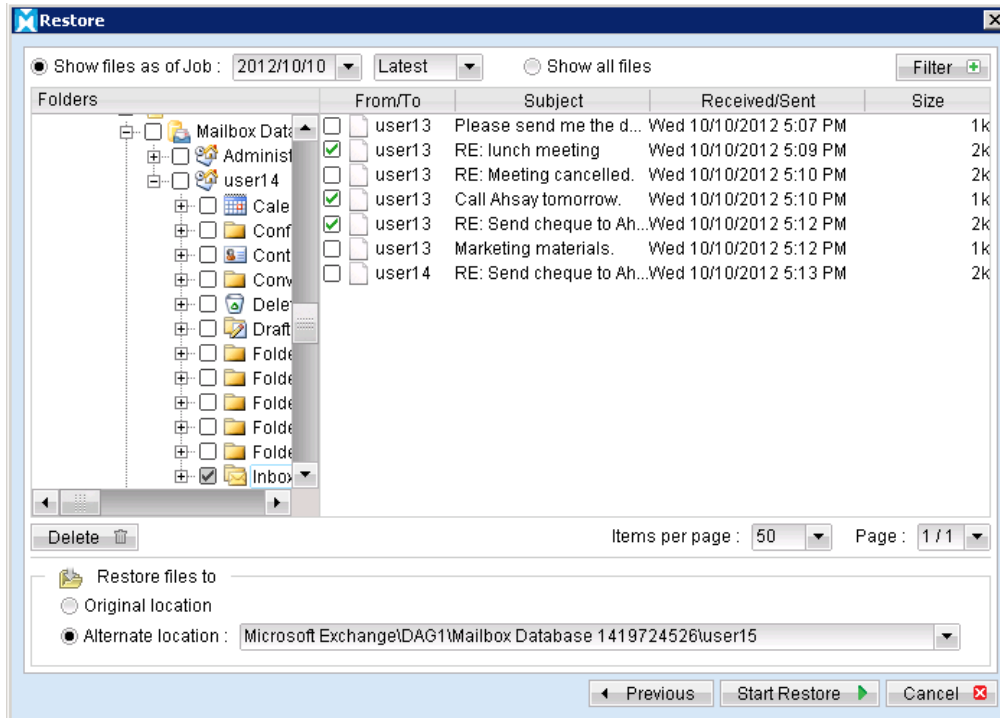 Restore
Show files as of Job : 2012/10/10 Latest Show all files Filter
Folders From/To Subject Received/Sent Size
Mailbox Data
Administ
user14
Cale
Conf
Cont
Conv
Dele
Draft
Folde
Folde
Folde
Folde
Folde
Inbox
user13 Please send me the d... Wed 10/10/2012 5:07 PM 1k
user13 RE: lunch meeting Wed 10/10/2012 5:09 PM 2k
user13 RE: Meeting cancelled. Wed 10/10/2012 5:10 PM 2k
user13 Call Ahsay tomorrow. Wed 10/10/2012 5:10 PM 1k
user13 RE: Send cheque to Ah... Wed 10/10/2012 5:12 PM 2k
user13 Marketing materials. Wed 10/10/2012 5:12 PM 1k
user14 RE: Send cheque to Ah... Wed 10/10/2012 5:13 PM 2k
Delete Items per page : 50 Page : 1 / 1
Restore files to
Original location
Alternate location : Microsoft Exchange\DAG1\Mailbox Database 1419724526\user15
Previous Start Restore Cancel